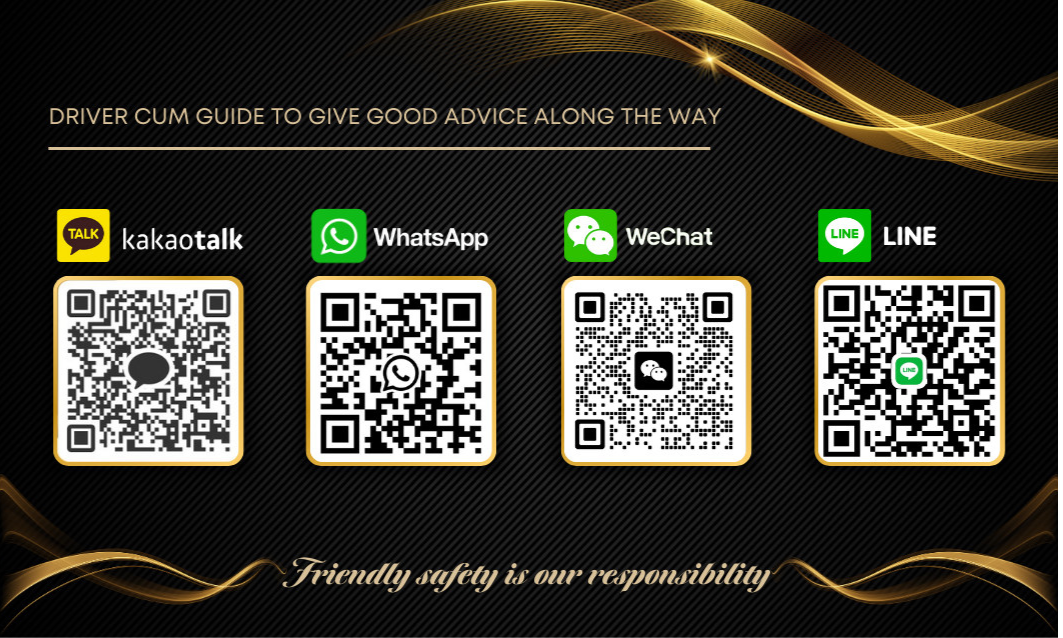 DRIVER CUM GUIDE TO GIVE GOOD ADVICE ALONG THE WAY
TALK kakaotalk
WhatsApp
WeChat
LINE LINE
LINE
Friendly safety is our responsibility